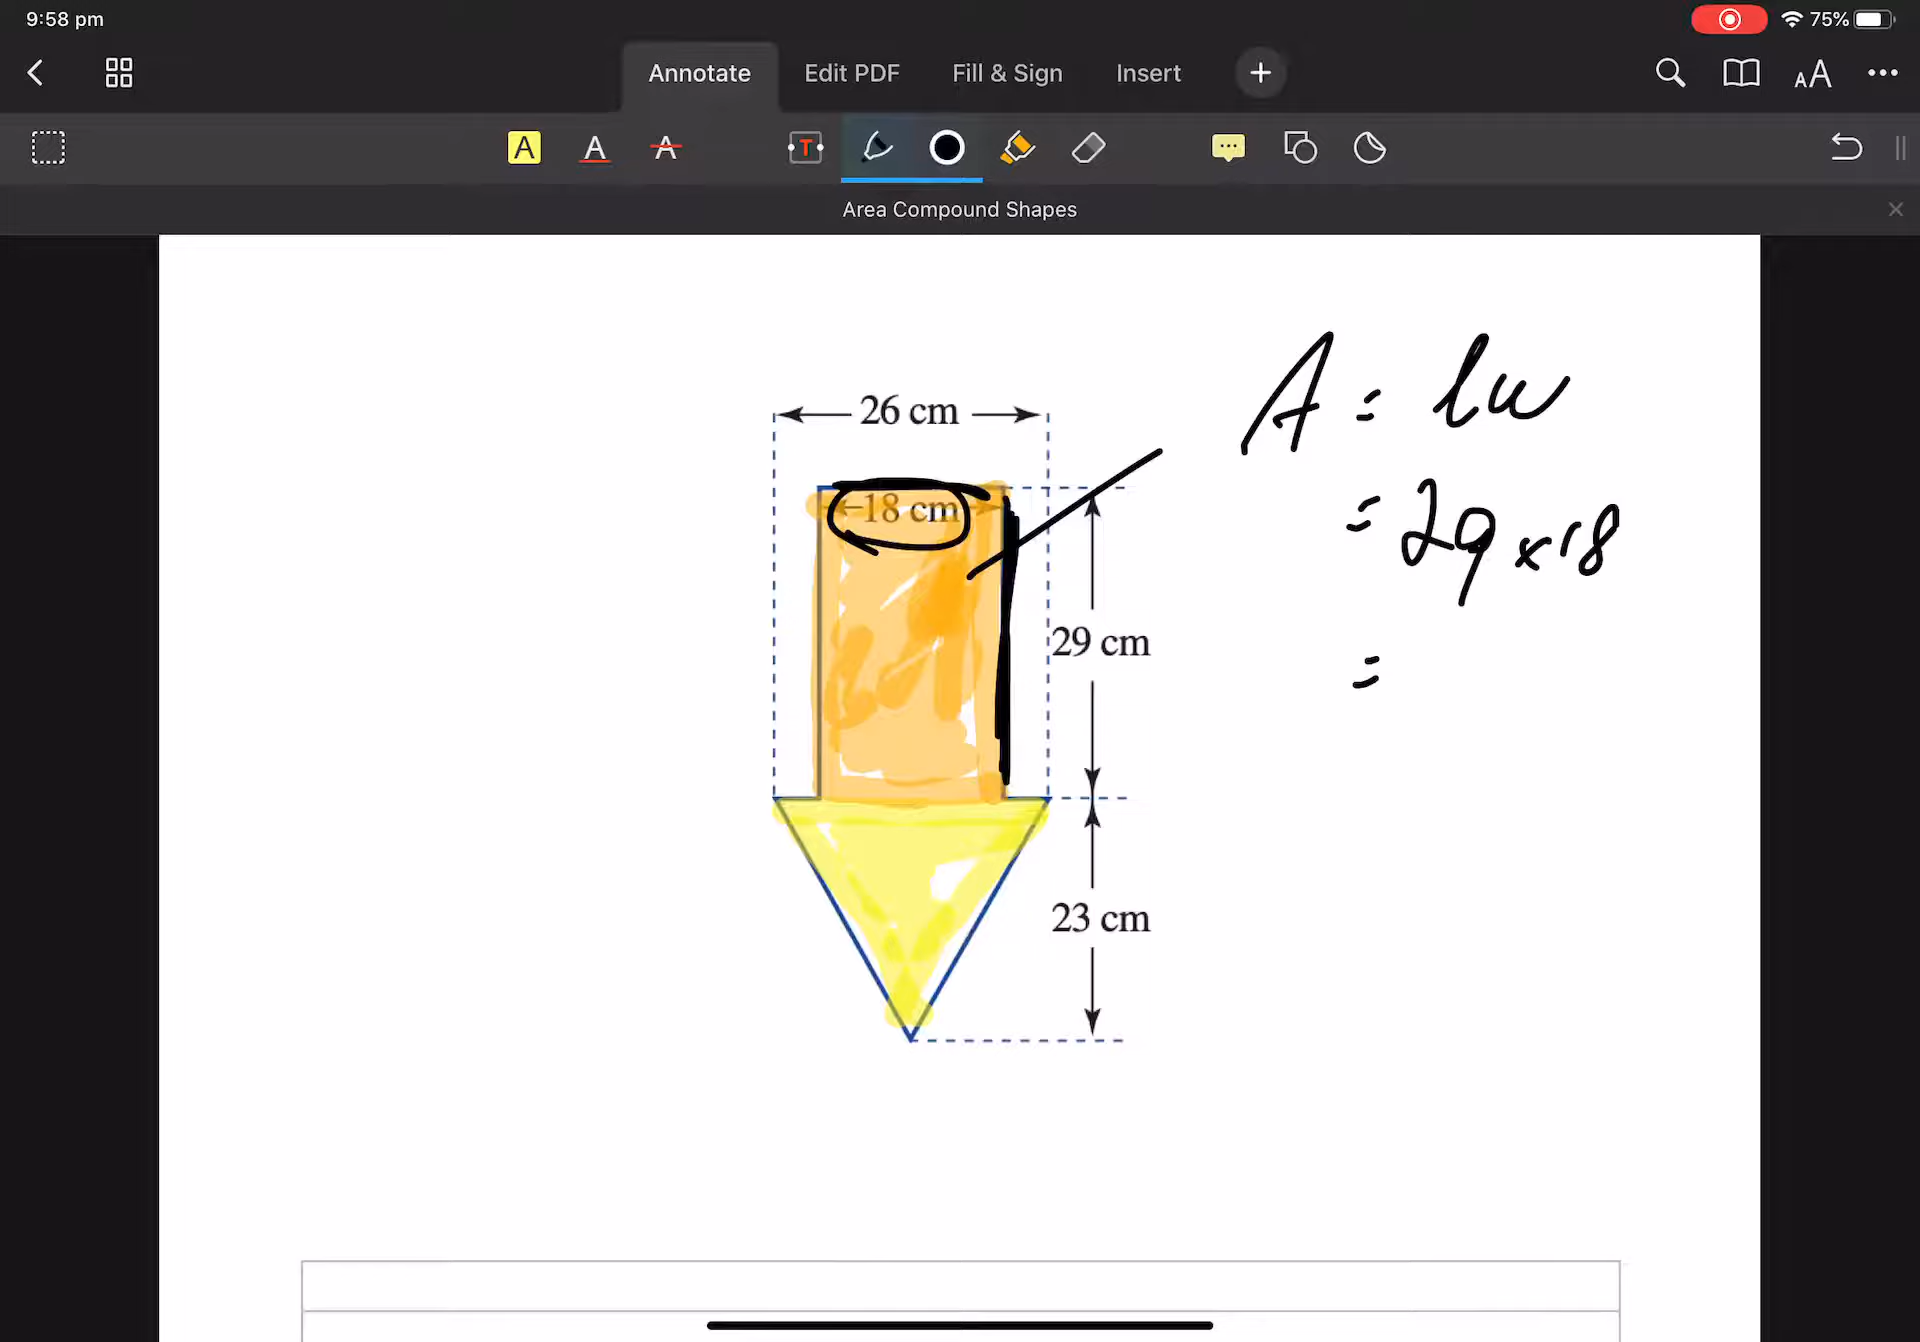 9:58 pm
75%
Annotate
Edit PDF
Fill & Sign
Insert
+
AA
A A A T
Area Compound Shapes
26 cm
18 cm
29 cm
23 cm
A = lw
= 29 x 18
=